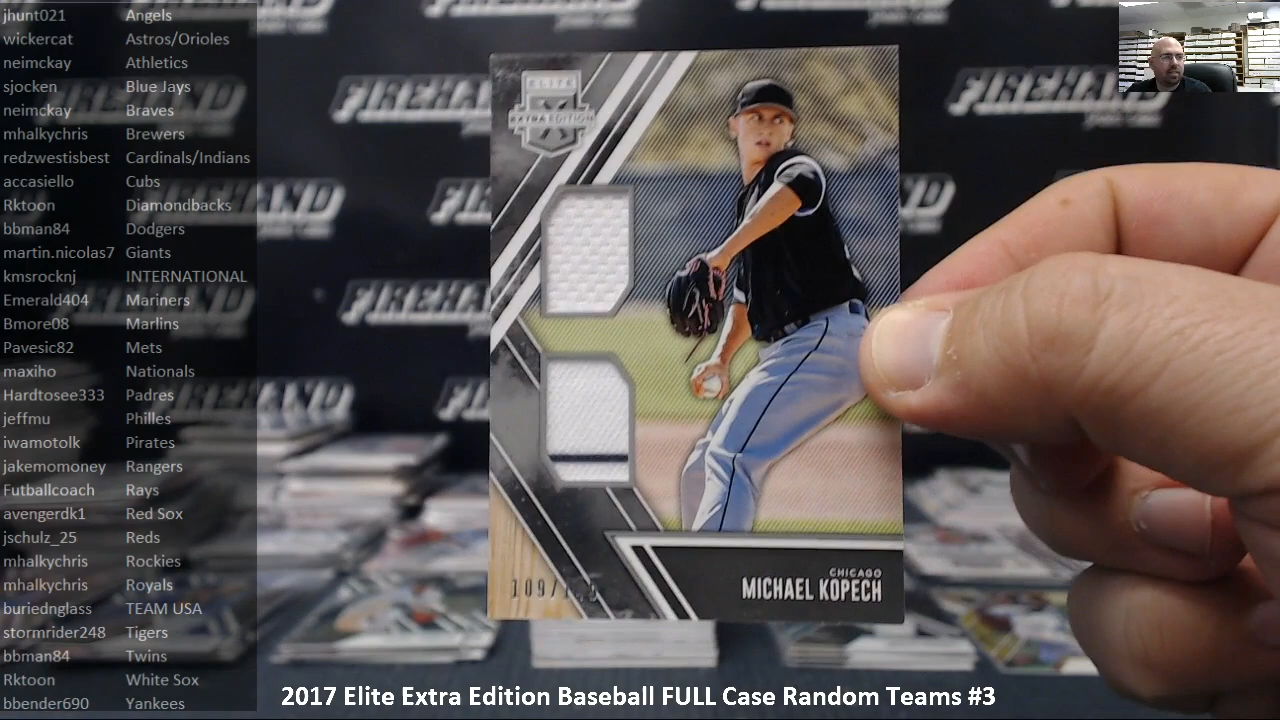 jhunt021 Angels
wickercat Astros/Orioles
neimckay Athletics
sjocken Blue Jays
neimckay Braves
mhalkychris Brewers
redzwestisbest Cardinals/Indians
accasiello Cubs
Rktoon Diamondbacks
bbman84 Dodgers
martin.nicolas7 Giants
kmsrocknj INTERNATIONAL
Emerald404 Mariners
Bmore08 Marlins
Pavesic82 Mets
maxiho Nationals
Hardtosee333 Padres
jeffmu Philles
iwamotolk Pirates
jakemomoney Rangers
Futballcoach Rays
avengerdk1 Red Sox
jschulz_25 Reds
mhalkychris Rockies
mhalkychris Royals
buriednglass TEAM USA
stormrider248 Tigers
bbman84 Twins
Rktoon White Sox
bbender690 Yankees
FIREHAND
FIREHAND
ELITE
EXTRA EDITION
CHICAGO
MICHAEL KOPECH
2017 Elite Extra Edition Baseball FULL Case Random Teams #3